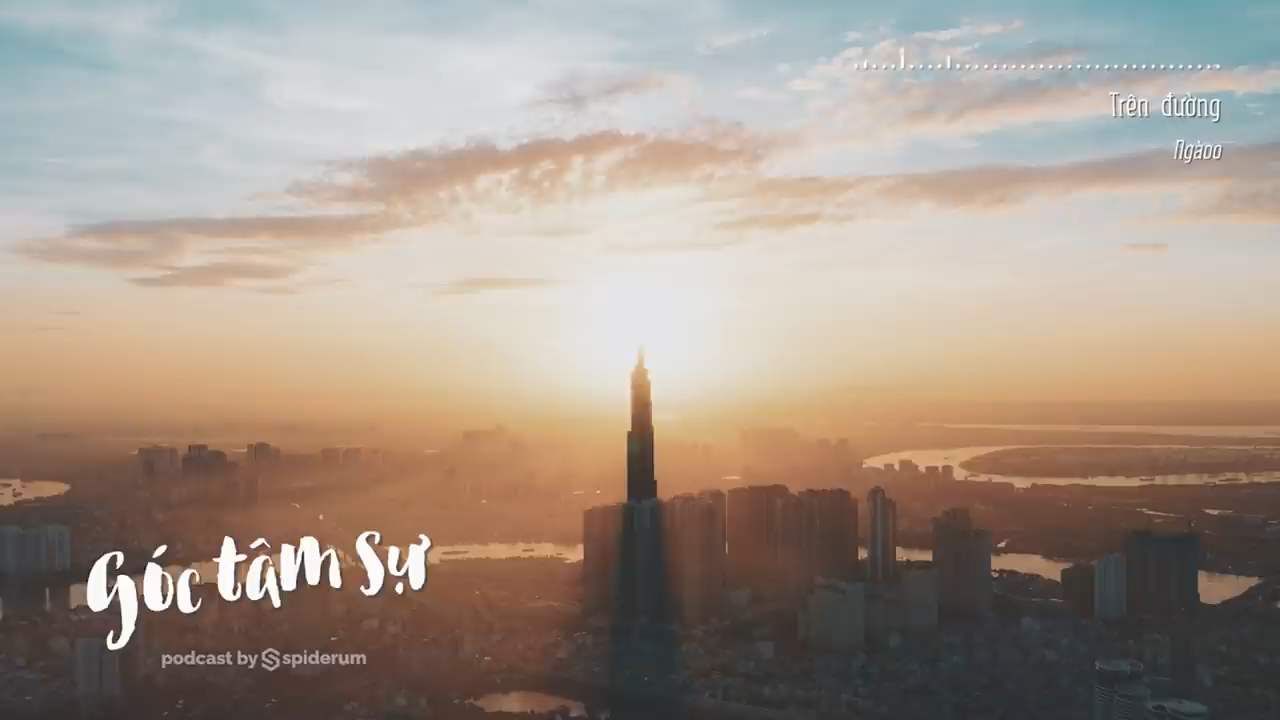 Trên đường
Ngàoo
góc tâm sự
podcast by spiderum